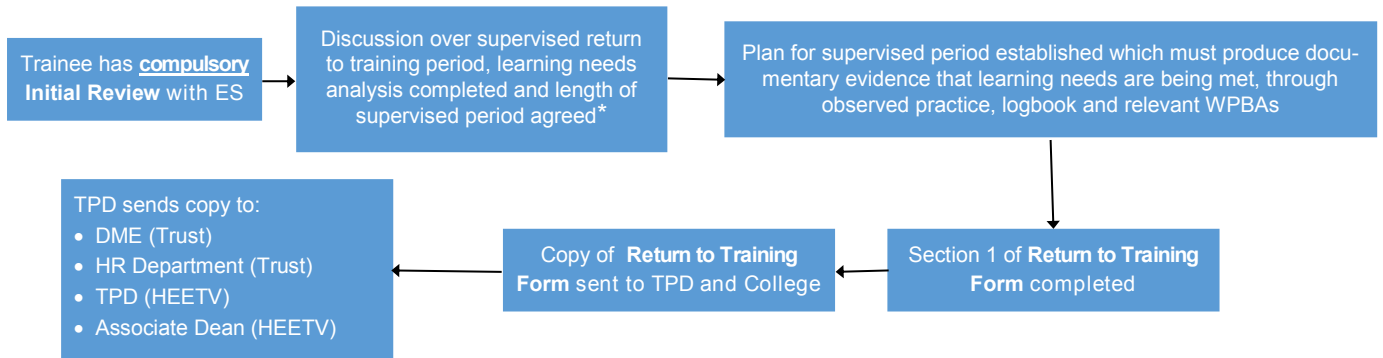 Trainee has compulsory
Initial Review with ES
Discussion over supervised return
to training period, learning needs
analysis completed and length of
supervised period agreed*
Plan for supervised period established which must produce docu-
mentary evidence that learning needs are being met, through
observed practice, logbook and relevant WPBAs
Section 1 of Return to Training
Form completed
Copy of Return to Training
Form sent to TPD and College
TPD sends copy to:
• DME (Trust)
• HR Department (Trust)
• TPD (HEETV)
• Associate Dean (HEETV)